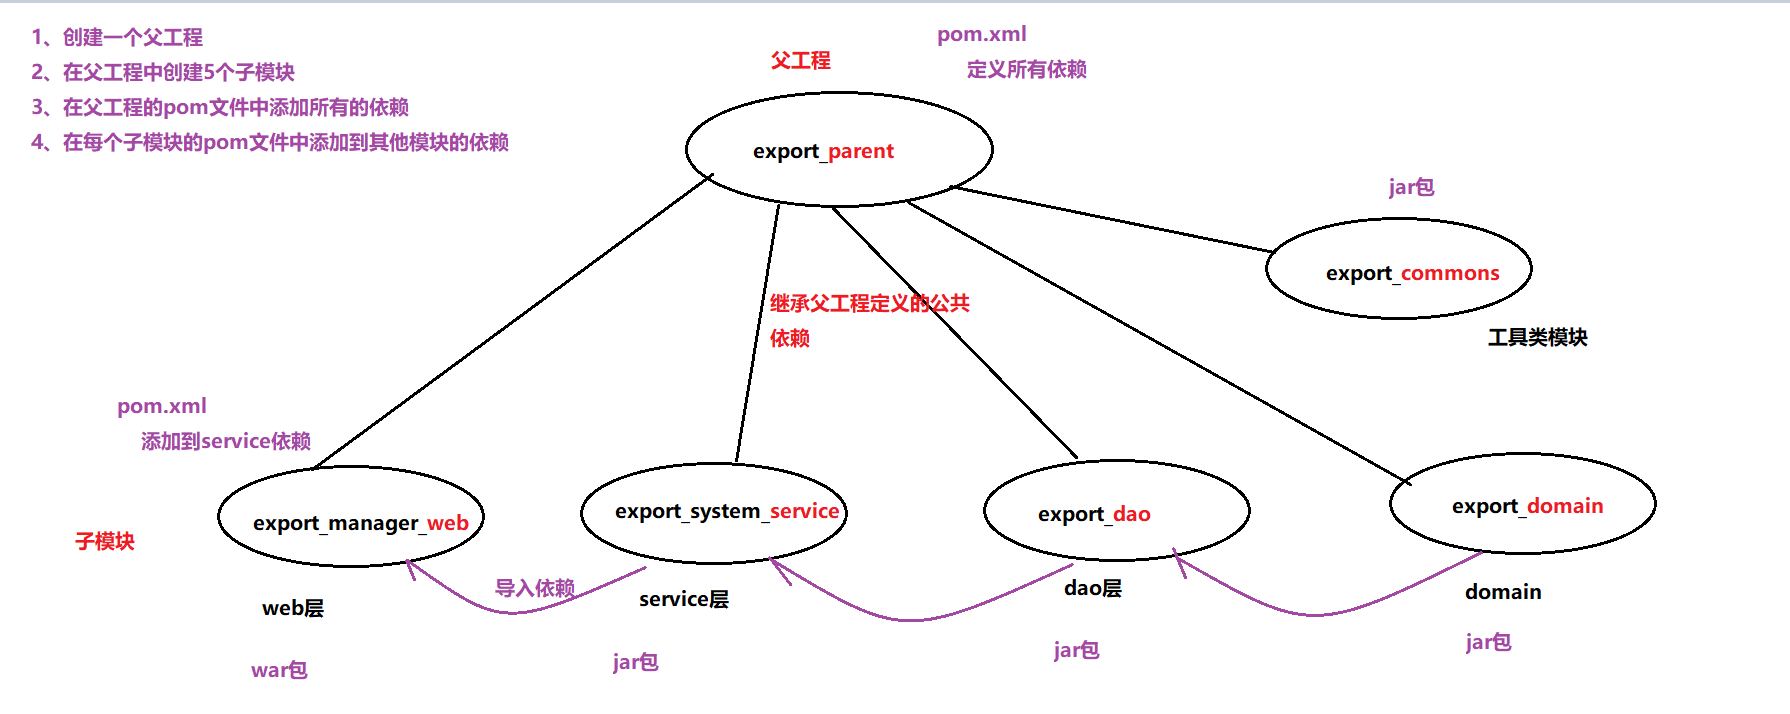 1、创建一个父工程
2、在父工程中创建5个子模块
3、在父工程的pom文件中添加所有的依赖
4、在每个子模块的pom文件中添加到其他模块的依赖
父工程
pom.xml
定义所有依赖
export_parent
jar包
export_commons
工具类模块
继承父工程定义的公共
依赖
pom.xml
添加到service依赖
子模块
export_manager_web
export_system_service
export_dao
export_domain
导入依赖
web层
service层
dao层
domain
war包
jar包
jar包
jar包